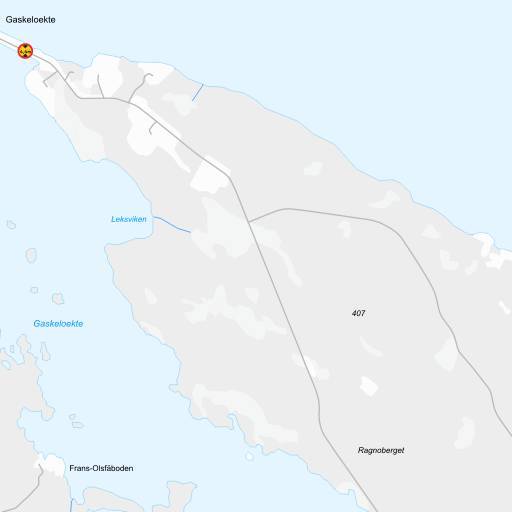 Gaskeloekte
Leksviken
407
Gaskeloekte
Ragnoberget
Frans-Olsfäboden